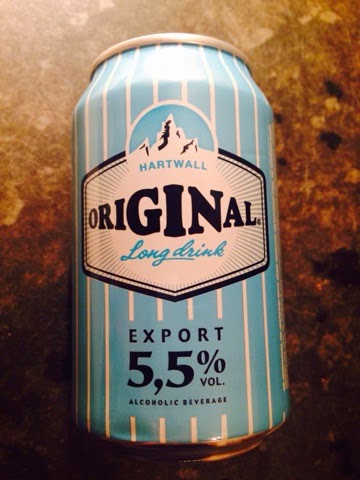 HARTWALL
ORIGINAL
Long drink
EXPORT
5,5%
VOL.
ALCOHOLIC BEVERAGE